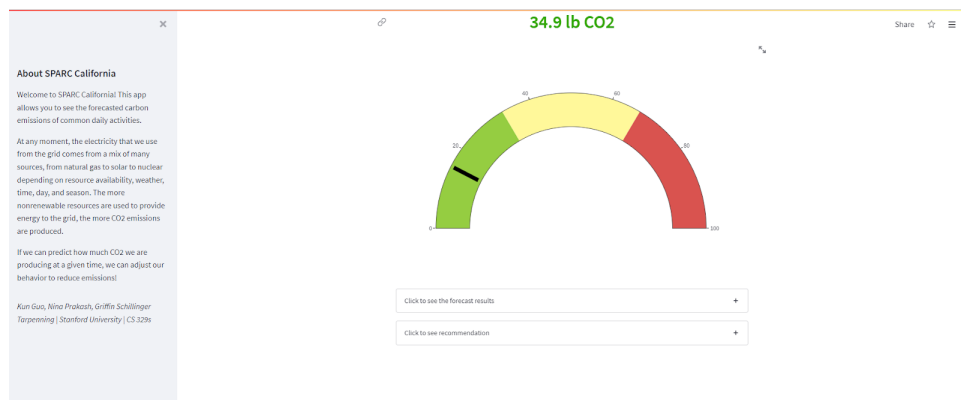 34.9 lb CO2
Share
About SPARC California
Welcome to SPARC California! This app
allows you to see the forecasted carbon
emissions of common daily activities.
At any moment, the electricity that we use
from the grid comes from a mix of many
sources, from natural gas to solar to nuclear
depending on resource availability, weather,
time, day, and season. The more
nonrenewable resources are used to provide
energy to the grid, the more CO2 emissions
are produced.
If we can predict how much CO2 we are
producing at a given time, we can adjust our
behavior to reduce emissions!
Kun Guo, Nina Prakash, Griffin Schillinger
Tarpenning | Stanford University | CS 329s
0
20
40
60
80
100
Click to see the forecast results
Click to see recommendation